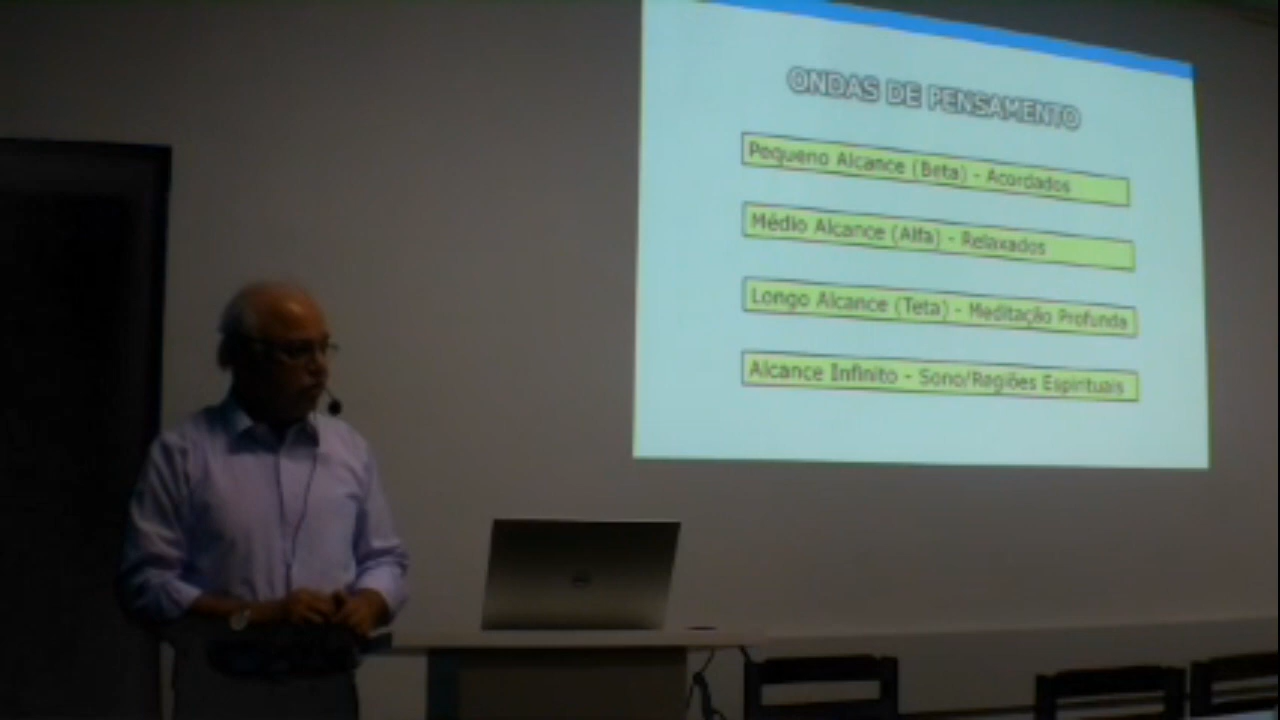 ONDAS DE PENSAMENTO
Pequeno Alcance (Beta) - Acordados
Médio Alcance (Alfa) - Relaxados
Longo Alcance (Teta) - Meditação Profunda
Alcance Infinito - Sono/Regiões Espirituais